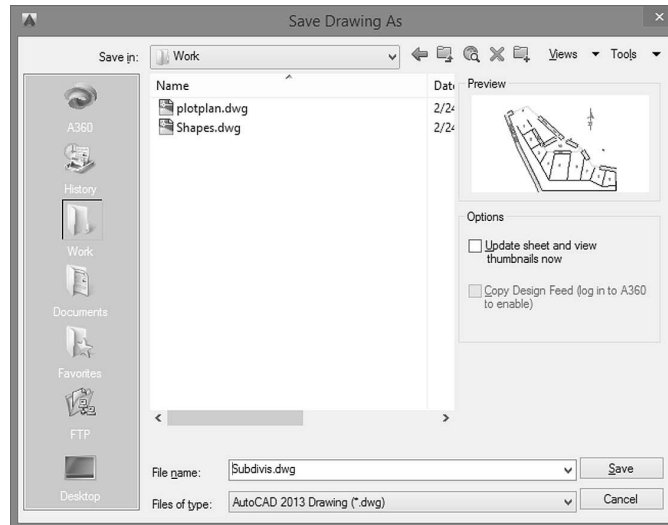 Save Drawing As
Save in:
Work
Views
Tools
Name
Date
plotplan.dwg
2/24
Shapes.dwg
2/24
A360
History
Work
Documents
Favorites
FTP
Desktop
Preview
Options
Update sheet and view
thumbnails now
Copy Design Feed (log in to A360
to enable)
File name:
Subdivis.dwg
Save
Files of type:
AutoCAD 2013 Drawing (*.dwg)
Cancel